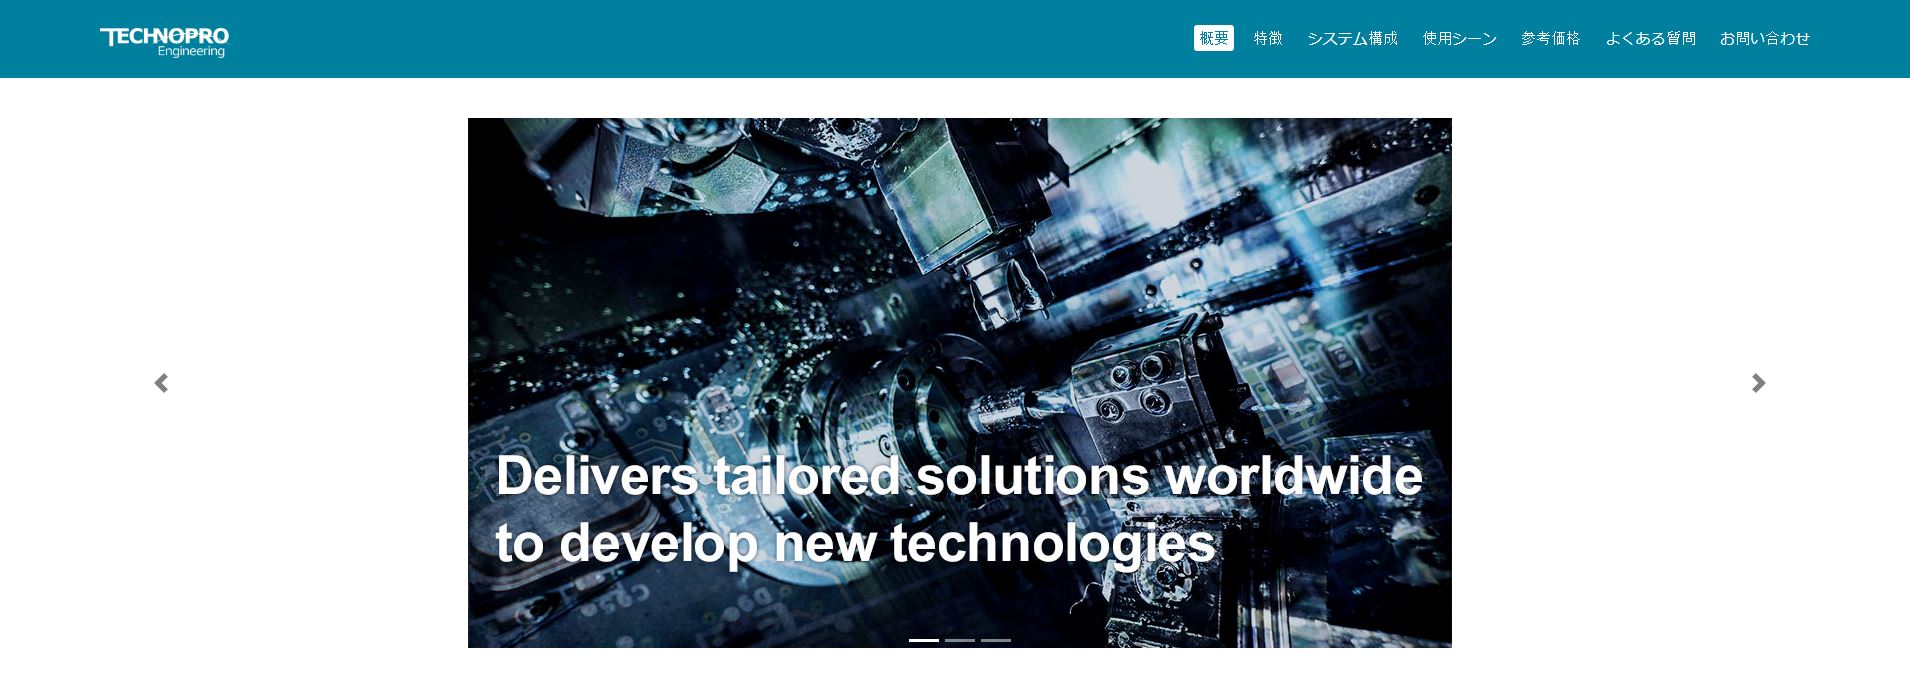 TECHNOPRO
Engineering
概要 特徴 システム構成 使用シーン 参考価格 よくある質問 お問い合わせ
Delivers tailored solutions worldwide
to develop new technologies